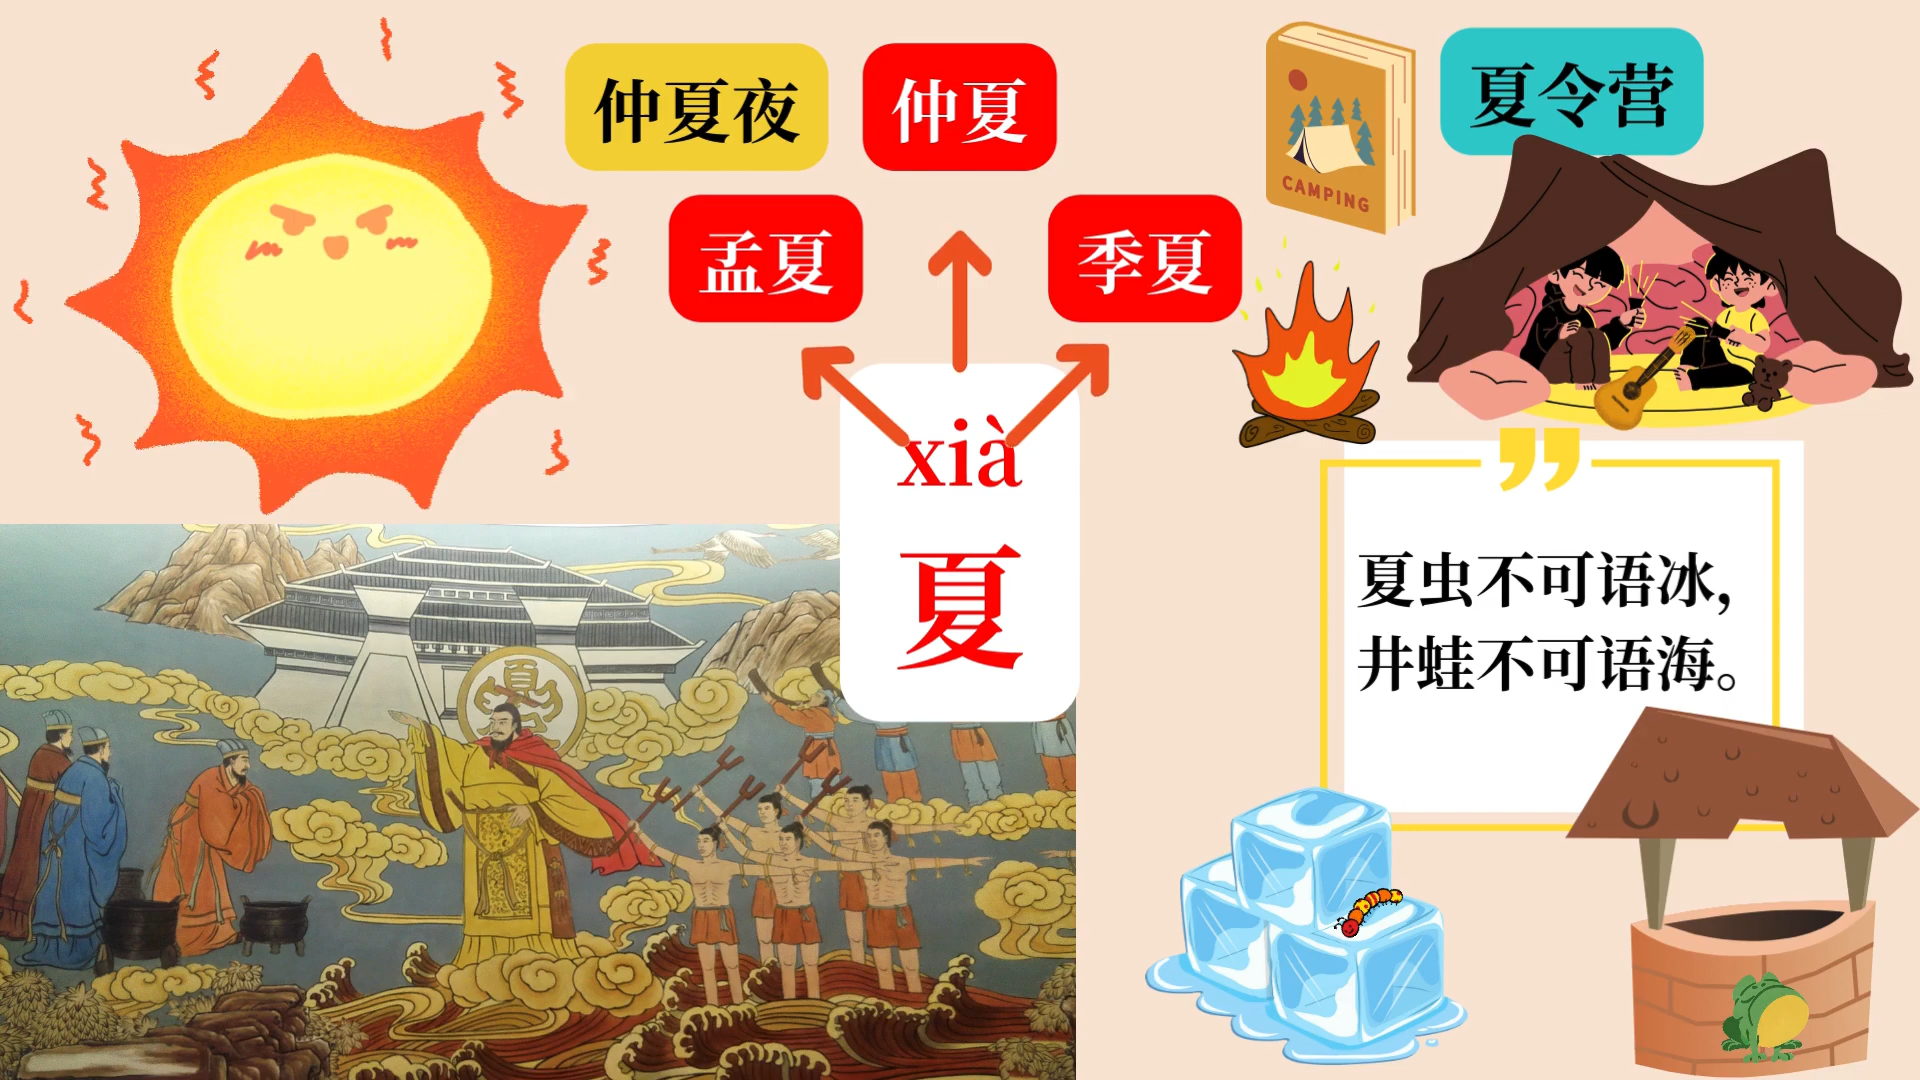 仲夏夜
仲夏
夏令营
孟夏
季夏
CAMPING
xià
夏
夏虫不可语冰,
井蛙不可语海。